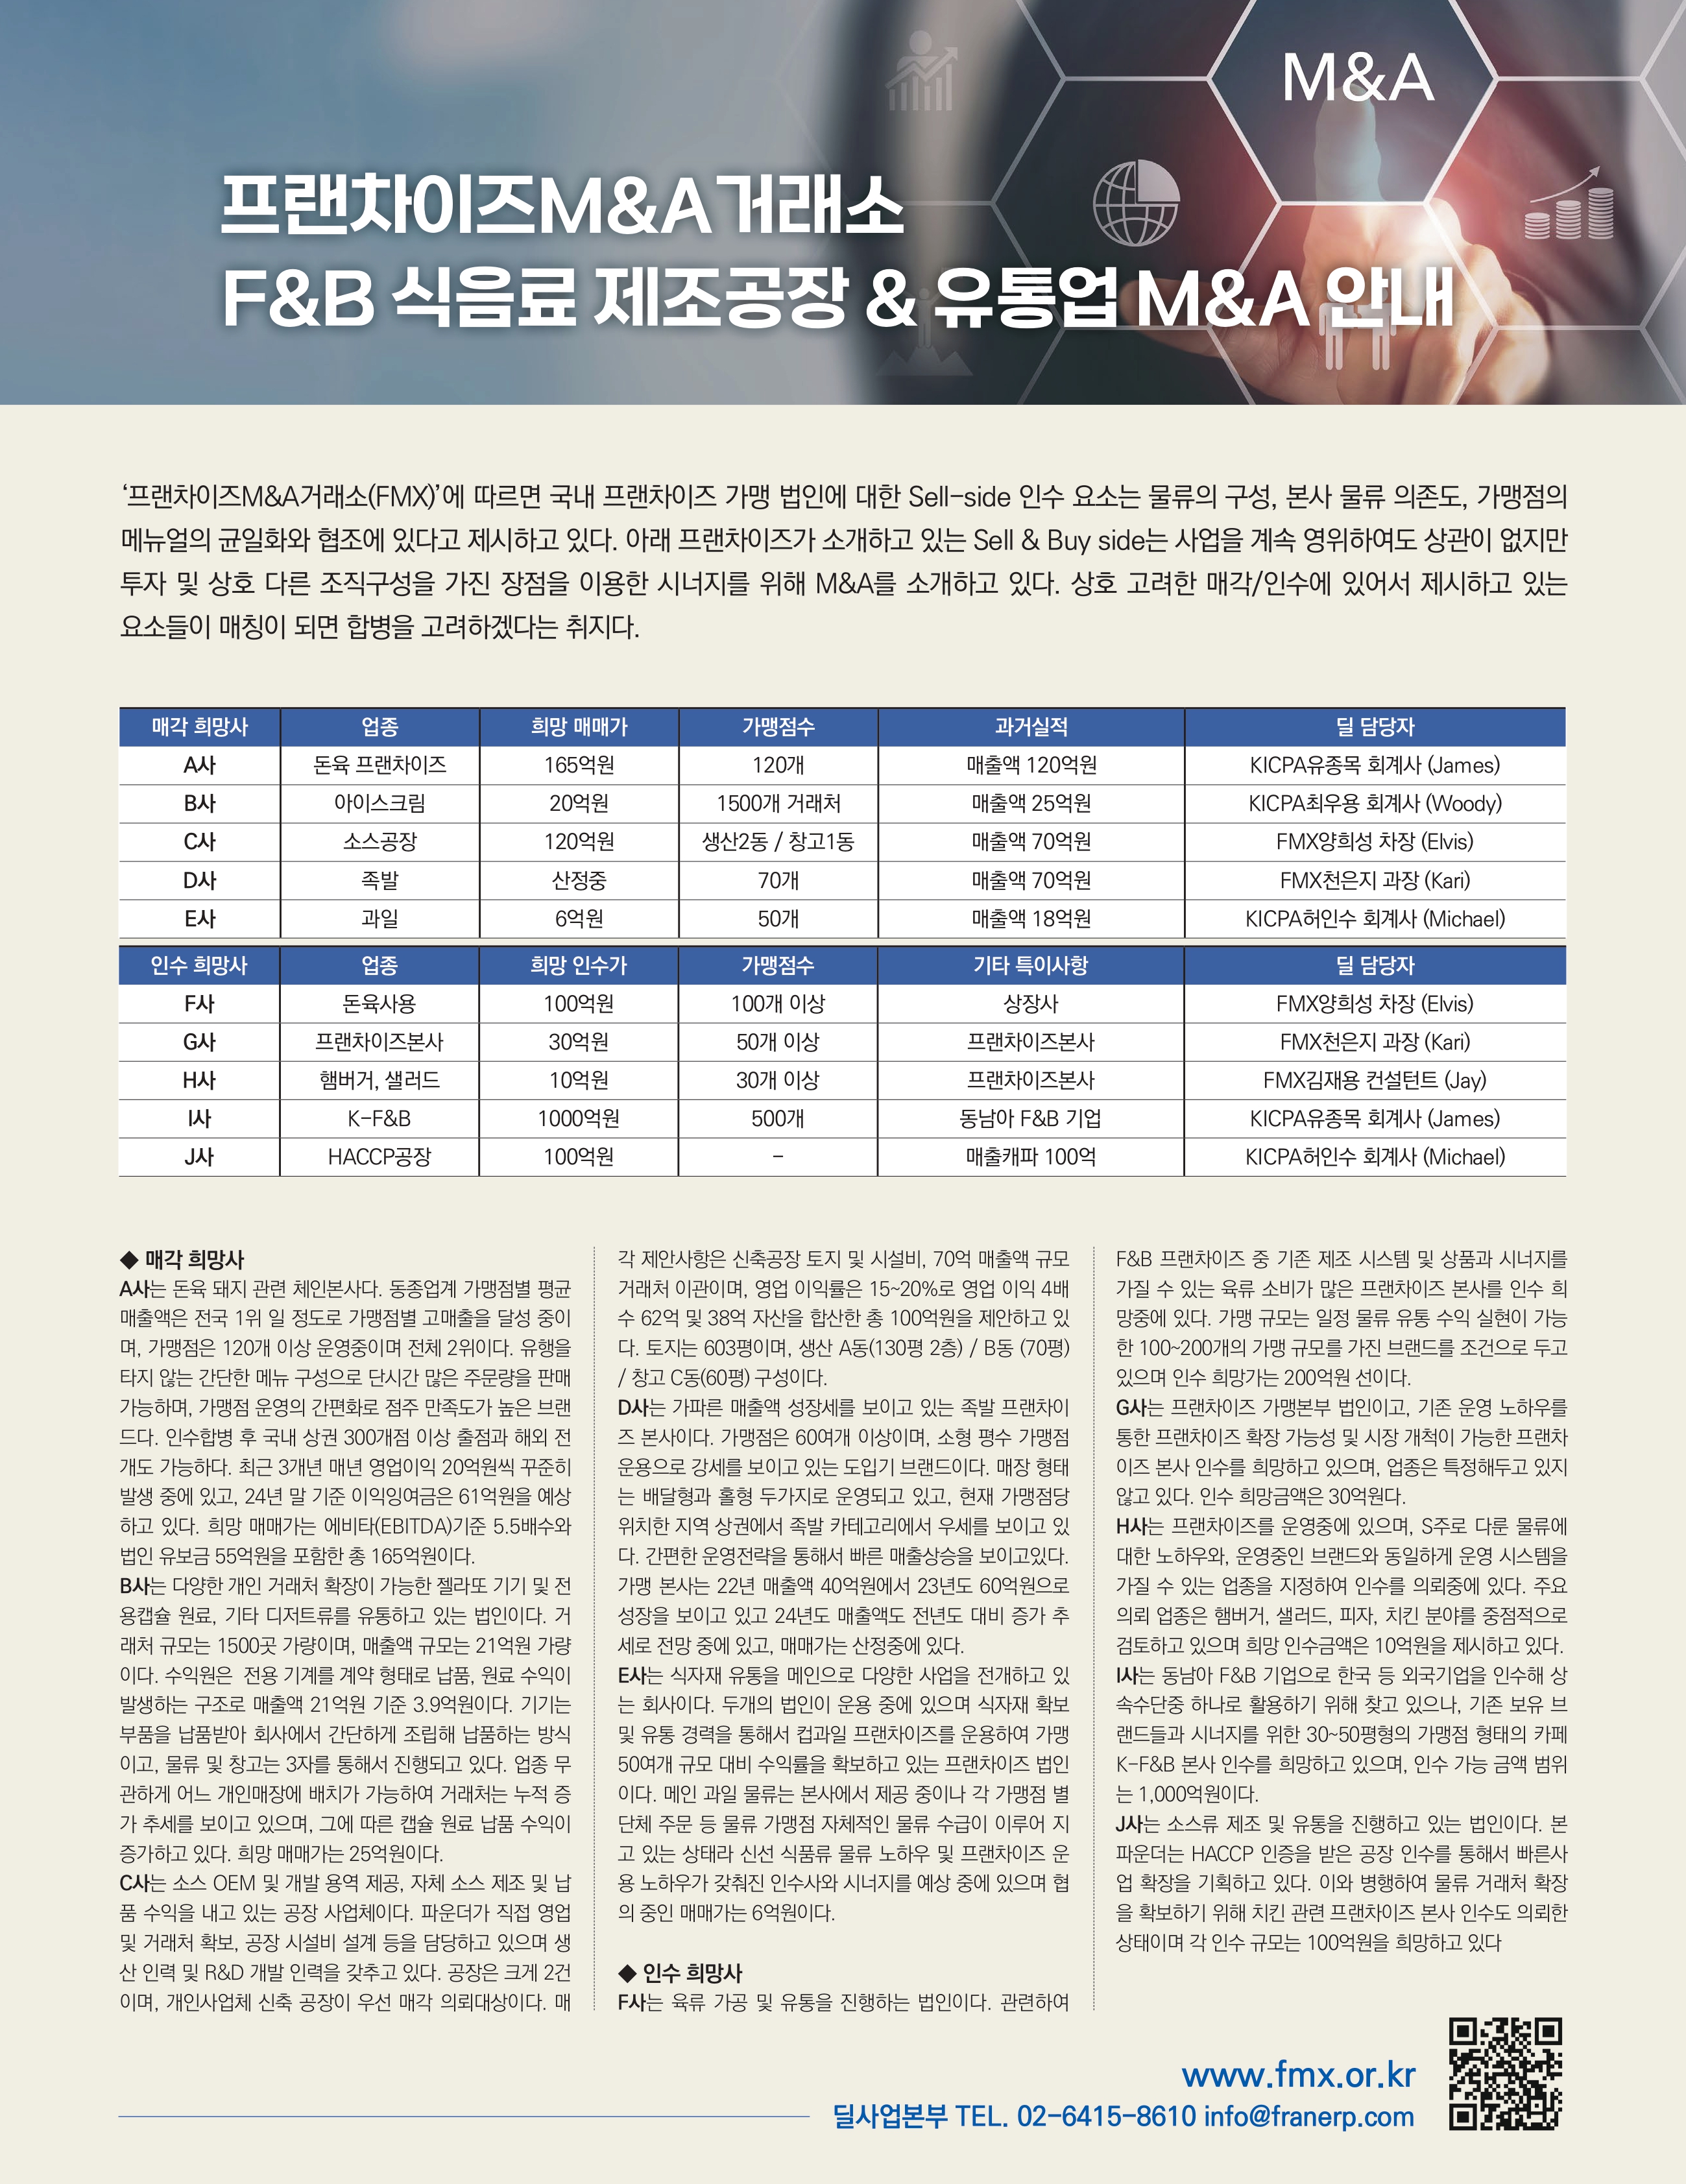 M&A
프랜차이즈M&A거래소
F&B 식음료 제조공장 & 유통업 M&A 안내
‘프랜차이즈M&A거래소(FMX)’에 따르면 국내 프랜차이즈 가맹 법인에 대한 Sell-side 인수 요소는 물류의 구성, 본사 물류 의존도, 가맹점의
메뉴얼의 균일화와 협조에 있다고 제시하고 있다. 아래 프랜차이즈가 소개하고 있는 Sell & Buy side는 사업을 계속 영위하여도 상관이 없지만
투자 및 상호 다른 조직구성을 가진 장점을 이용한 시너지를 위해 M&A를 소개하고 있다. 상호 고려한 매각/인수에 있어서 제시하고 있는
요소들이 매칭이 되면 합병을 고려하겠다는 취지다.
매각 희망사 업종 희망 매매가 가맹점수 과거실적 딜 담당자
A사 돈육 프랜차이즈 165억원 120개 매출액 120억원 KICPA유종목 회계사 (James)
B사 아이스크림 20억원 1500개 거래처 매출액 25억원 KICPA최우용 회계사 (Woody)
C사 소스공장 120억원 생산2동 / 창고1동 매출액 70억원 FMX양희성 차장 (Elvis)
D사 족발 산정중 70개 매출액 70억원 FMX천은지 과장 (Kari)
E사 과일 6억원 50개 매출액 18억원 KICPA허인수 회계사 (Michael)
인수 희망사 업종 희망 인수가 가맹점수 기타 특이사항 딜 담당자
F사 돈육사용 100억원 100개 이상 상장사 FMX양희성 차장 (Elvis)
G사 프랜차이즈본사 30억원 50개 이상 프랜차이즈본사 FMX천은지 과장 (Kari)
H사 햄버거, 샐러드 10억원 30개 이상 프랜차이즈본사 FMX김재용 컨설턴트 (Jay)
I사 K-F&B 1000억원 500개 동남아 F&B 기업 KICPA유종목 회계사 (James)
J사 HACCP공장 100억원 - 매출캐파 100억 KICPA허인수 회계사 (Michael)
◆ 매각 희망사
A사는 돈육 돼지 관련 체인본사다. 동종업계 가맹점별 평균
매출액은 전국 1위 일 정도로 가맹점별 고매출을 달성 중이
며, 가맹점은 120개 이상 운영중이며 전체 2위이다. 유행을
타지 않는 간단한 메뉴 구성으로 단시간 많은 주문량을 판매
가능하며, 가맹점 운영의 간편화로 점주 만족도가 높은 브랜
드다. 인수합병 후 국내 상권 300개점 이상 출점과 해외 전
개도 가능하다. 최근 3개년 매년 영업이익 20억원씩 꾸준히
발생 중에 있고, 24년 말 기준 이익잉여금은 61억원을 예상
하고 있다. 희망 매매가는 에비타(EBITDA)기준 5.5배수와
법인 유보금 55억원을 포함한 총 165억원이다.
B사는 다양한 개인 거래처 확장이 가능한 젤라또 기기 및 전
용캡슐 원료, 기타 디저트류를 유통하고 있는 법인이다. 거
래처 규모는 1500곳 가량이며, 매출액 규모는 21억원 가량
이다. 수익원은 전용 기계를 계약 형태로 납품, 원료 수익이
발생하는 구조로 매출액 21억원 기준 3.9억원이다. 기기는
부품을 납품받아 회사에서 간단하게 조립해 납품하는 방식
이고, 물류 및 창고는 3자를 통해서 진행되고 있다. 업종 무
관하게 어느 개인매장에 배치가 가능하여 거래처는 누적 증
가 추세를 보이고 있으며, 그에 따른 캡슐 원료 납품 수익이
증가하고 있다. 희망 매매가는 25억원이다.
C사는 소스 OEM 및 개발 용역 제공, 자체 소스 제조 및 납
품 수익을 내고 있는 공장 사업체이다. 파운더가 직접 영업
및 거래처 확보, 공장 시설비 설계 등을 담당하고 있으며 생
산 인력 및 R&D 개발 인력을 갖추고 있다. 공장은 크게 2건
이며, 개인사업체 신축 공장이 우선 매각 의뢰대상이다. 매
각 제안사항은 신축공장 토지 및 시설비, 70억 매출액 규모
거래처 이관이며, 영업 이익률은 15~20%로 영업 이익 4배
수 62억 및 38억 자산을 합산한 총 100억원을 제안하고 있
다. 토지는 603평이며, 생산 A동(130평 2층) / B동 (70평)
/ 창고 C동(60평) 구성이다.
D사는 가파른 매출액 성장세를 보이고 있는 족발 프랜차이
즈 본사이다. 가맹점은 60여개 이상이며, 소형 평수 가맹점
운용으로 강세를 보이고 있는 도입기 브랜드이다. 매장 형태
는 배달형과 홀형 두가지로 운영되고 있고, 현재 가맹점당
위치한 지역 상권에서 족발 카테고리에서 우세를 보이고 있
다. 간편한 운영전략을 통해서 빠른 매출상승을 보이고있다.
가맹 본사는 22년 매출액 40억원에서 23년도 60억원으로
성장을 보이고 있고 24년도 매출액도 전년도 대비 증가 추
세로 전망 중에 있고, 매매가는 산정중에 있다.
E사는 식자재 유통을 메인으로 다양한 사업을 전개하고 있
는 회사이다. 두개의 법인이 운용 중에 있으며 식자재 확보
및 유통 경력을 통해서 컵과일 프랜차이즈를 운용하여 가맹
50여개 규모 대비 수익률을 확보하고 있는 프랜차이즈 법인
이다. 메인 과일 물류는 본사에서 제공 중이나 각 가맹점 별
단체 주문 등 물류 가맹점 자체적인 물류 수급이 이루어 지
고 있는 상태라 신선 식품류 물류 노하우 및 프랜차이즈 운
용 노하우가 갖춰진 인수사와 시너지를 예상 중에 있으며 협
의 중인 매매가는 6억원이다.
◆ 인수 희망사
F사는 육류 가공 및 유통을 진행하는 법인이다. 관련하여
F&B 프랜차이즈 중 기존 제조 시스템 및 상품과 시너지를
가질 수 있는 육류 소비가 많은 프랜차이즈 본사를 인수 희
망중에 있다. 가맹 규모는 일정 물류 유통 수익 실현이 가능
한 100~200개의 가맹 규모를 가진 브랜드를 조건으로 두고
있으며 인수 희망가는 200억원 선이다.
G사는 프랜차이즈 가맹본부 법인이고, 기존 운영 노하우를
통한 프랜차이즈 확장 가능성 및 시장 개척이 가능한 프랜차
이즈 본사 인수를 희망하고 있으며, 업종은 특정해두고 있지
않고 있다. 인수 희망금액은 30억원다.
H사는 프랜차이즈를 운영중에 있으며, S주로 다룬 물류에
대한 노하우와, 운영중인 브랜드와 동일하게 운영 시스템을
가질 수 있는 업종을 지정하여 인수를 의뢰중에 있다. 주요
의뢰 업종은 햄버거, 샐러드, 피자, 치킨 분야를 중점적으로
검토하고 있으며 희망 인수금액은 10억원을 제시하고 있다.
I사는 동남아 F&B 기업으로 한국 등 외국기업을 인수해 상
속수단중 하나로 활용하기 위해 찾고 있으나, 기존 보유 브
랜드들과 시너지를 위한 30~50평형의 가맹점 형태의 카페
K-F&B 본사 인수를 희망하고 있으며, 인수 가능 금액 범위
는 1,000억원이다.
J사는 소스류 제조 및 유통을 진행하고 있는 법인이다. 본
파운더는 HACCP 인증을 받은 공장 인수를 통해서 빠른사
업 확장을 기획하고 있다. 이와 병행하여 물류 거래처 확장
을 확보하기 위해 치킨 관련 프랜차이즈 본사 인수도 의뢰한
상태이며 각 인수 규모는 100억원을 희망하고 있다
www.fmx.or.kr
딜사업본부 TEL. 02-6415-8610 info@franerp.com